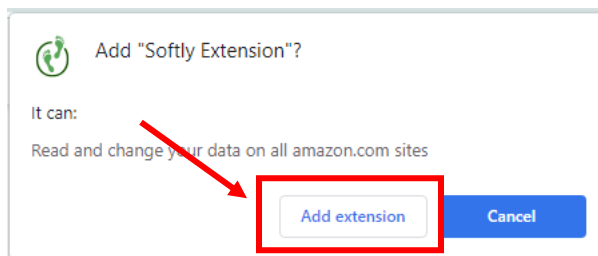 Add "Softly Extension"?
It can:
Read and change your data on all amazon.com sites
Add extension Cancel